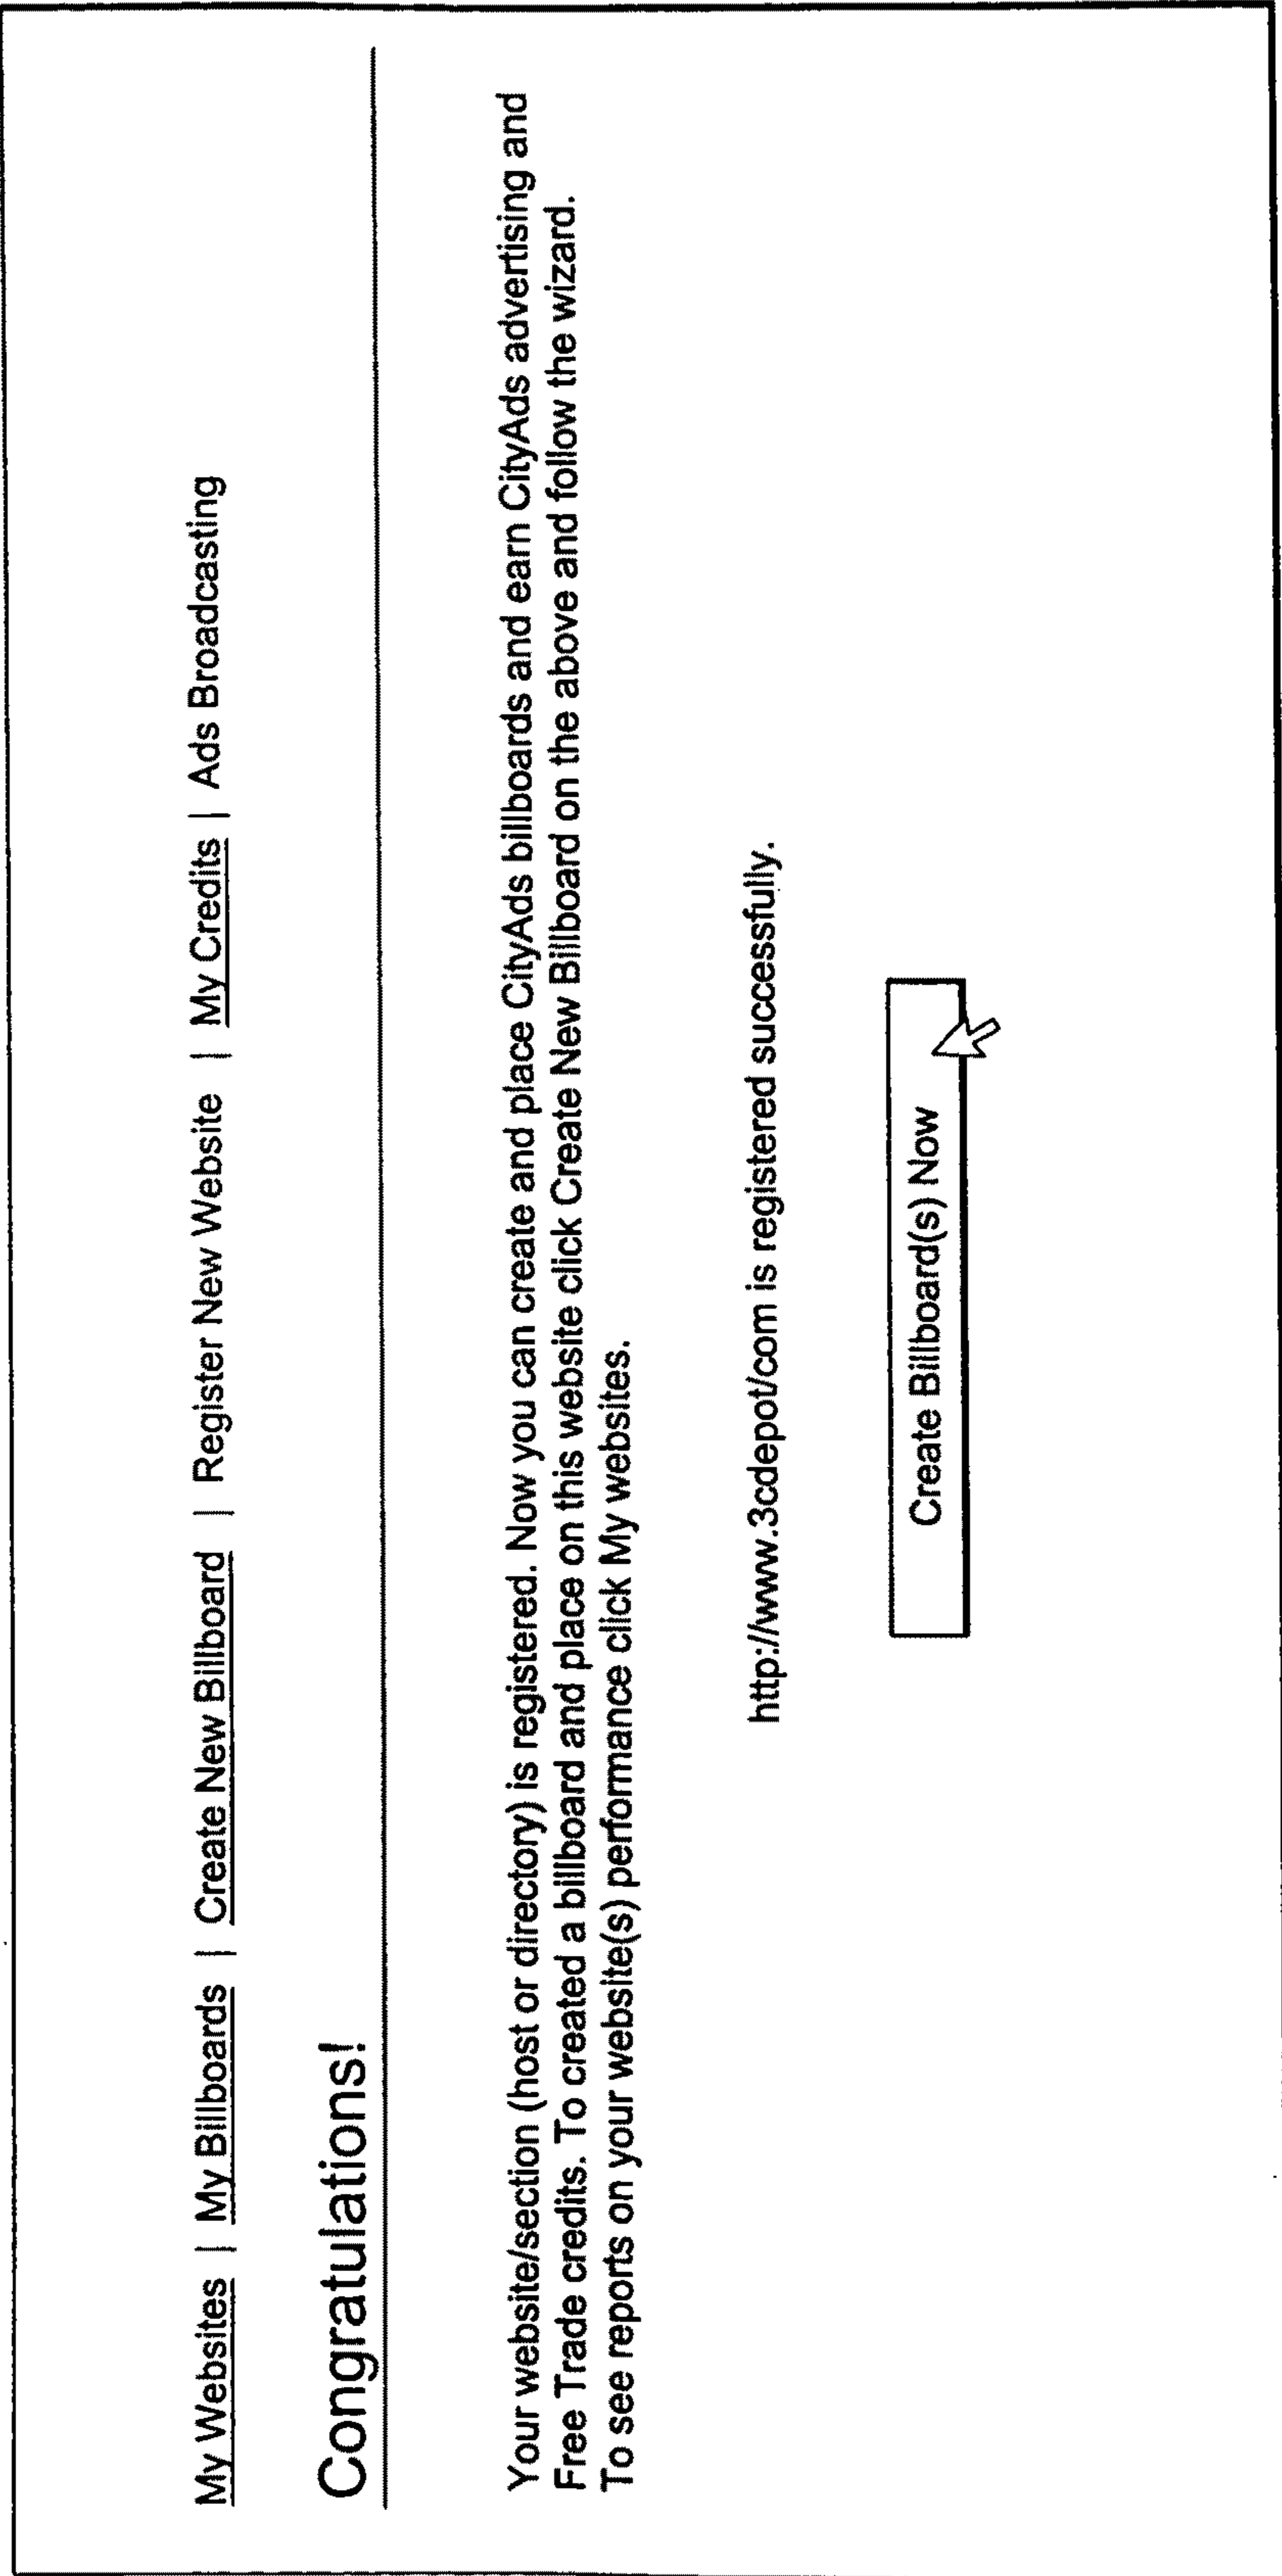 My Websites | My Billboards | Create New Billboard | Register New Website | My Credits | Ads Broadcasting
Congratulations!
Your website/section (host or directory) is registered. Now you can create and place CityAds billboards and earn CityAds advertising and
Free Trade credits. To created a billboard and place on this website click Create New Billboard on the above and follow the wizard.
To see reports on your website(s) performance click My websites.
http://www.3cdepot/com is registered successfully.
Create Billboard(s) Now